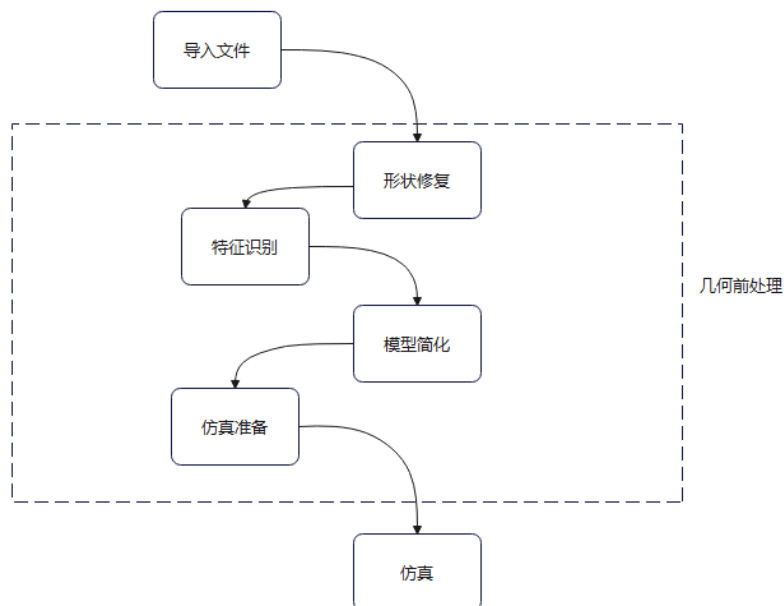 导入文件
形状修复
特征识别
几何前处理
模型简化
仿真准备
仿真